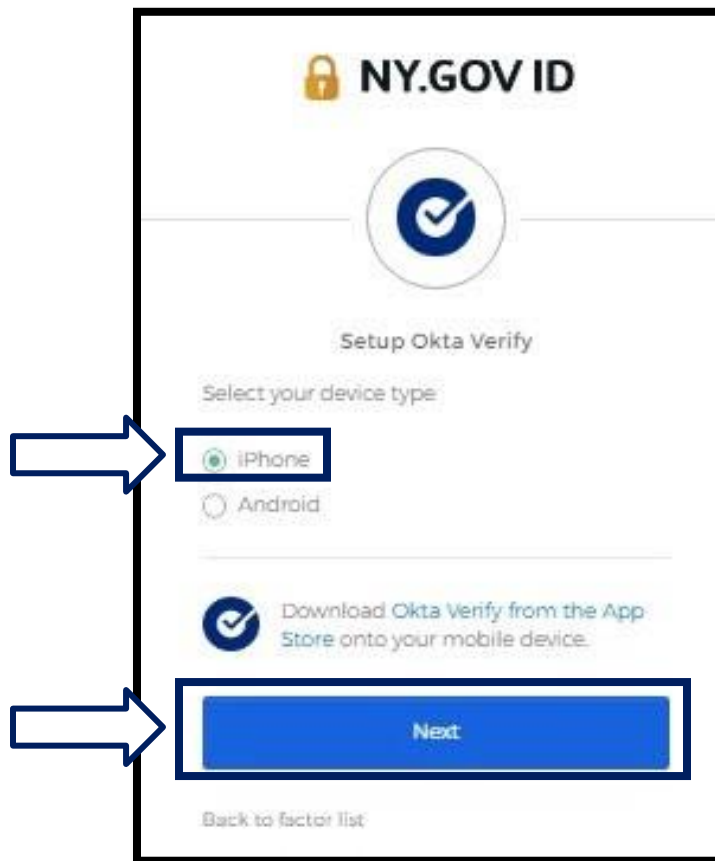 NY.GOV ID
Setup Okta Verify
Select your device type
iPhone
Android
Download Okta Verify from the App
Store onto your mobile device.
Next
Back to factor list